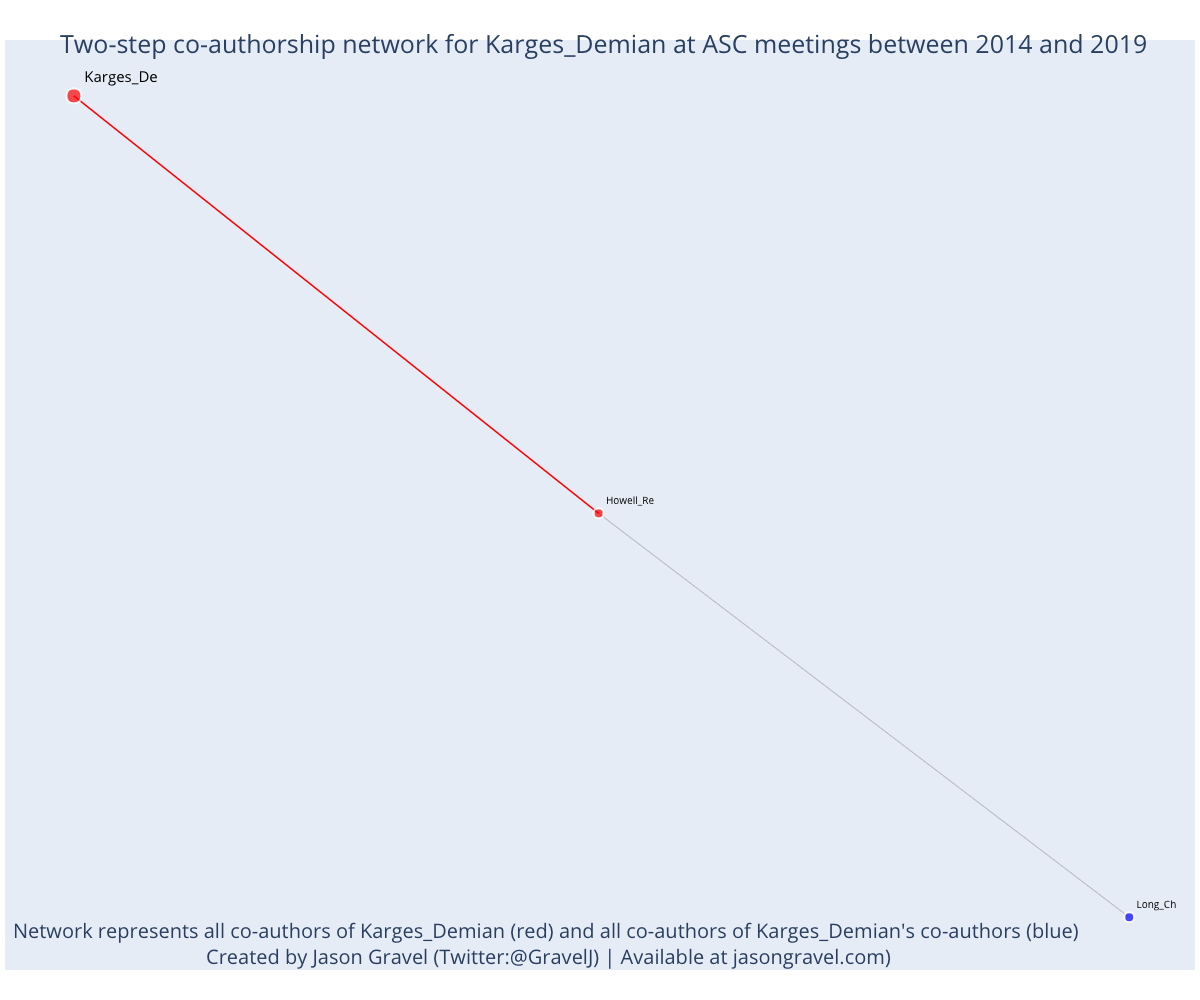 Two-step co-authorship network for Karges_Demian at ASC meetings between 2014 and 2019
Karges_De
Howell_Re
Long_Ch
Network represents all co-authors of Karges_Demian (red) and all co-authors of Karges_Demian's co-authors (blue)
Created by Jason Gravel (Twitter:@GravelJ) | Available at jasongravel.com)